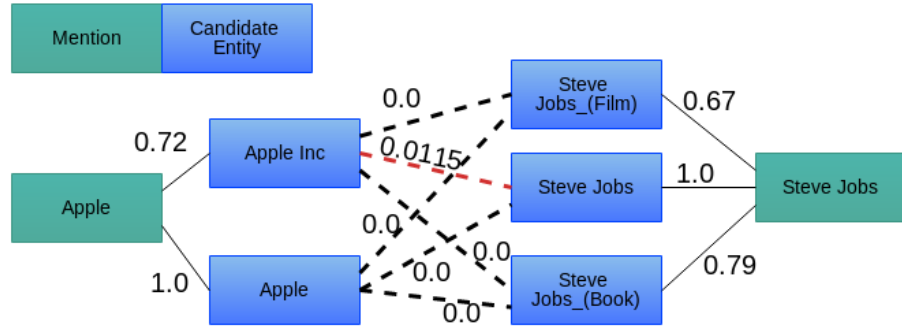 Mention
Candidate
Entity
Steve
Jobs_(Film)
0.0
0.67
0.72
Apple Inc
0.0115
Steve Jobs
1.0
Steve Jobs
Apple
0.0
0.0
0.0
1.0
Apple
0.0
Steve
Jobs_(Book)
0.79